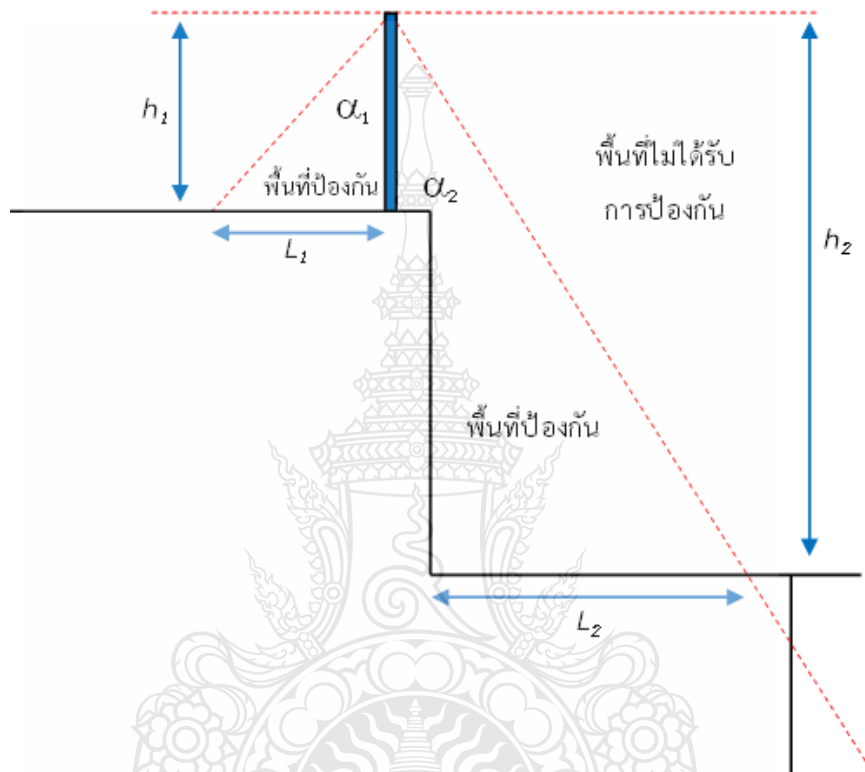 h₁
α₁
พื้นที่ไม่ได้รับ
การป้องกัน
พื้นที่ป้องกัน
α₂
L₁
h₂
พื้นที่ป้องกัน
L₂